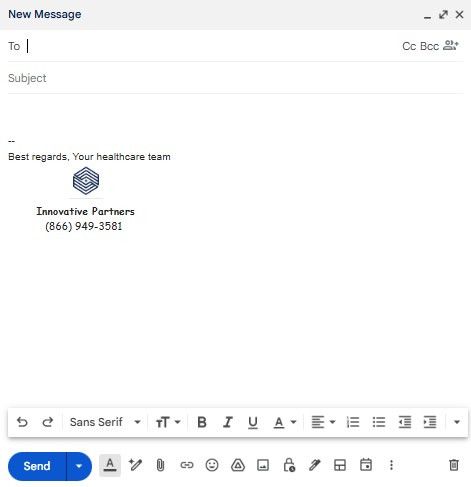 New Message
To
Cc Bcc
Subject
--
Best regards, Your healthcare team
Innovative Partners
(866) 949-3581
Sans Serif
B I U A
Send
A